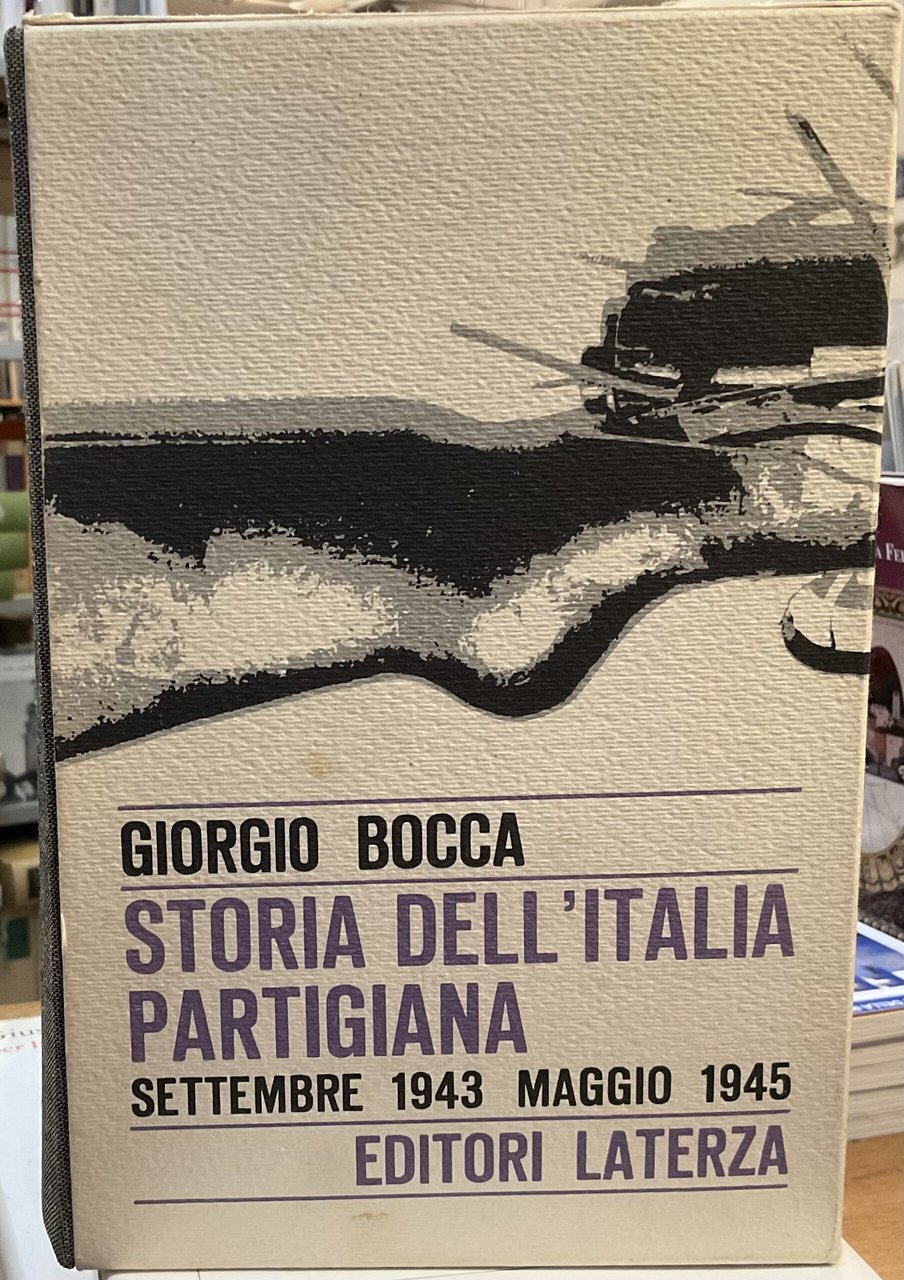 GIORGIO BOCCA
STORIA DELL'ITALIA
PARTIGIANA
SETTEMBRE 1943 MAGGIO 1945
EDITORI LATERZA